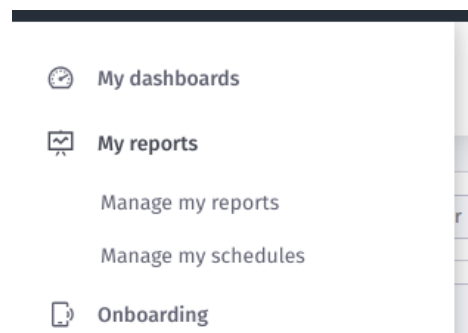 My dashboards
My reports
Manage my reports
r
Manage my schedules
Onboarding